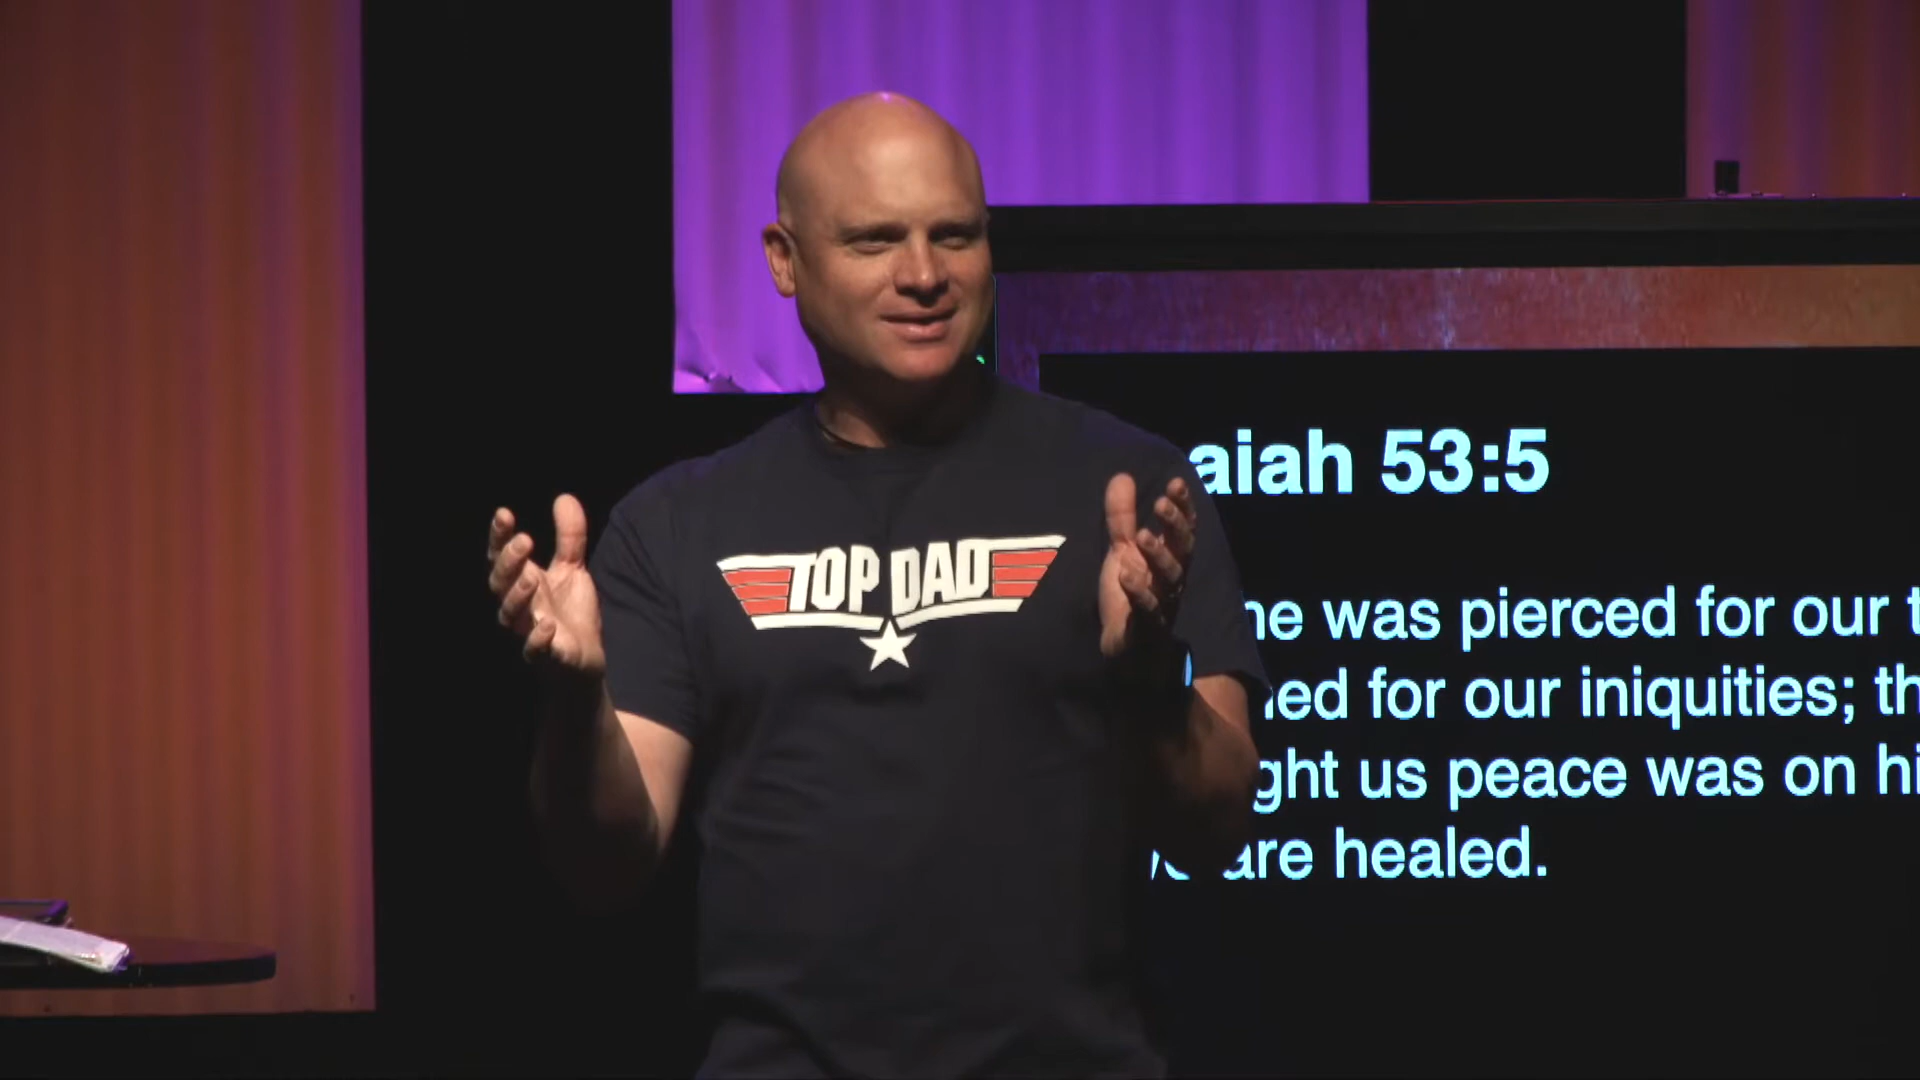 TOP DAD
aiah 53:5
he was pierced for our t
ed for our iniquities; th
ght us peace was on hi
are healed.